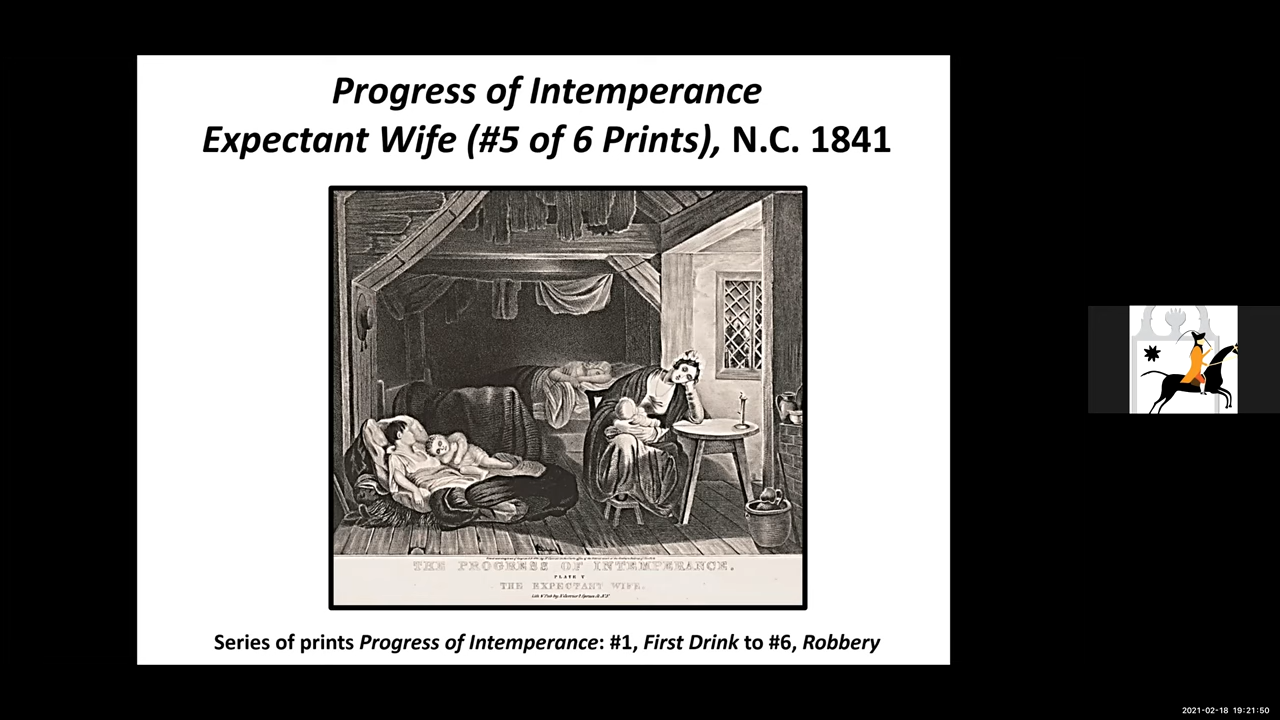 Progress of Intemperance
Expectant Wife (#5 of 6 Prints), N.C. 1841
THE PROGRESS OF INTEMPERANCE.
PLATE V
THE EXPECTANT WIFE.
Series of prints Progress of Intemperance: #1, First Drink to #6, Robbery
2021-02-18 19:21:50